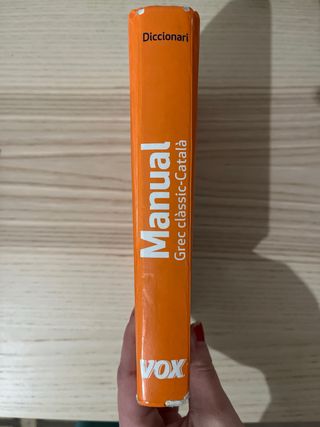 Diccionari
Manual
Grec clàssic-Català
VOX